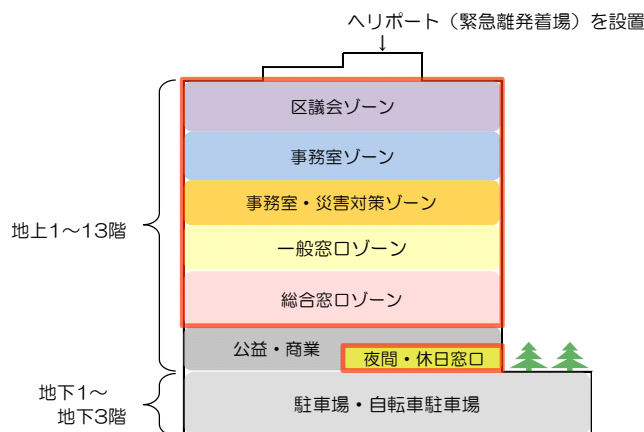 ヘリポート（緊急離発着場）を設置
↓
区議会ゾーン
事務室ゾーン
事務室・災害対策ゾーン
地上1～13階
一般窓口ゾーン
総合窓口ゾーン
公益・商業
夜間・休日窓口
地下1～
地下3階
駐車場・自転車駐車場